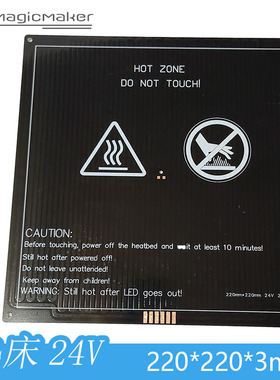 magicmaker
HOT ZONE
DO NOT TOUCH!
CAUTION:
Before touching, power off the heatbed and wait at least 10 minutes!
Still hot after powered off!
Do not leave unattended!
Keep away from children!
WARNING: Still hot after LED goes out!
220mm×220mm 24V
床 24V
220*220*3m